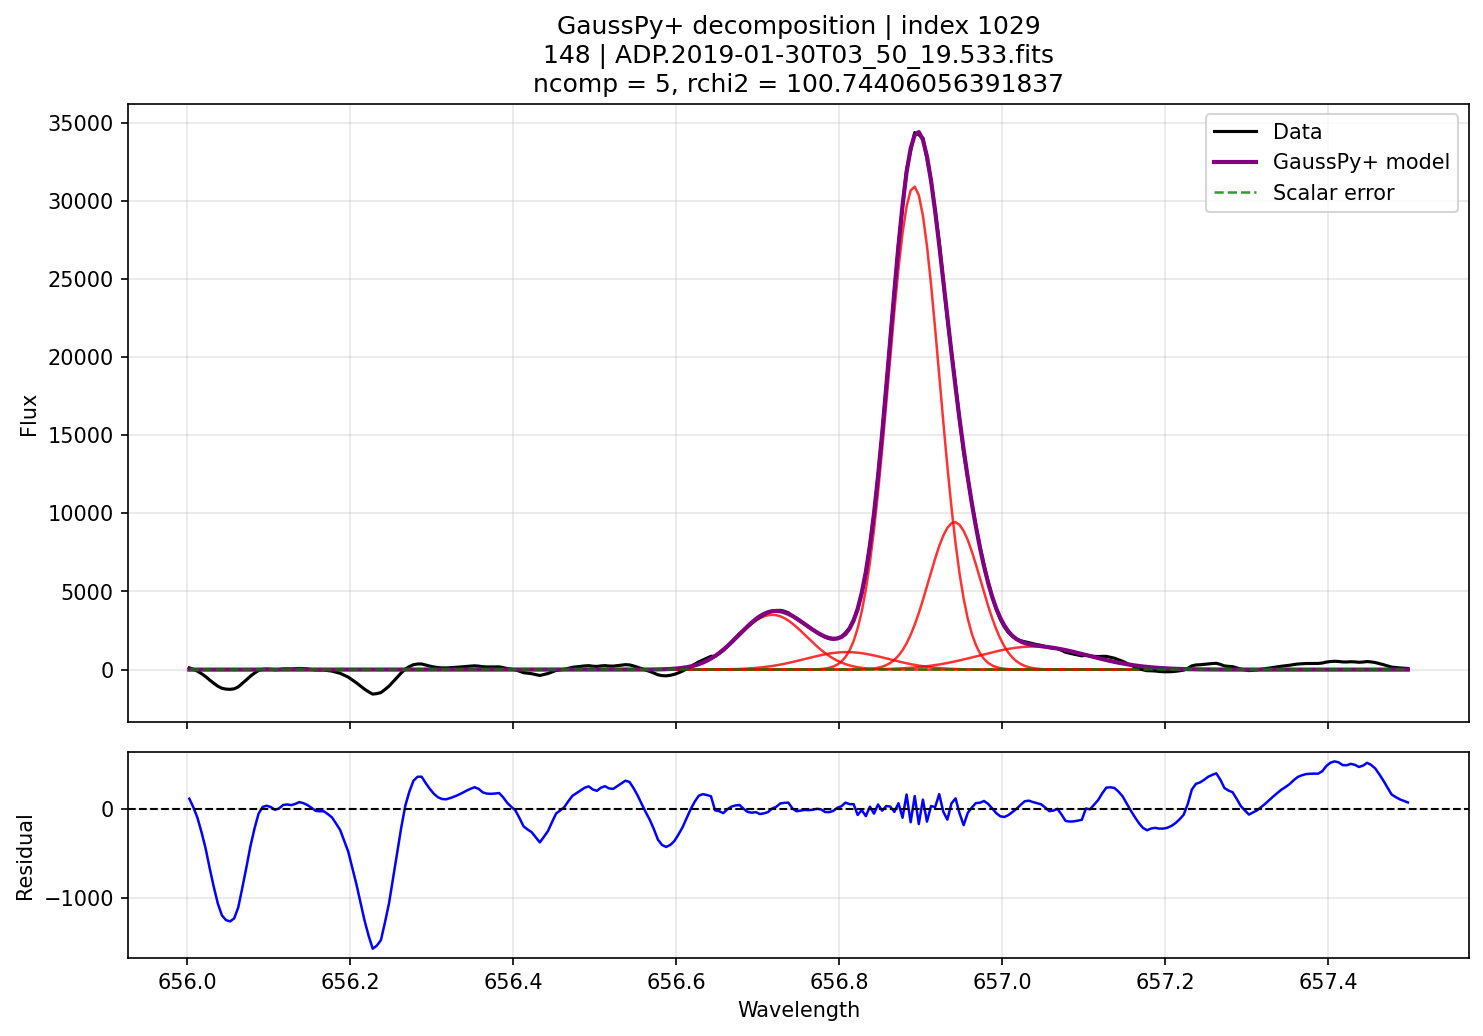 GaussPy+ decomposition | index 1029
148 | ADP.2019-01-30T03_50_19.533.fits
ncomp = 5, rchi2 = 100.74406056391837
Data
GaussPy+ model
Scalar error
35000
30000
25000
20000
15000
10000
5000
0
Flux
0
−1000
Residual
656.0 656.2 656.4 656.6 656.8 657.0 657.2 657.4
Wavelength